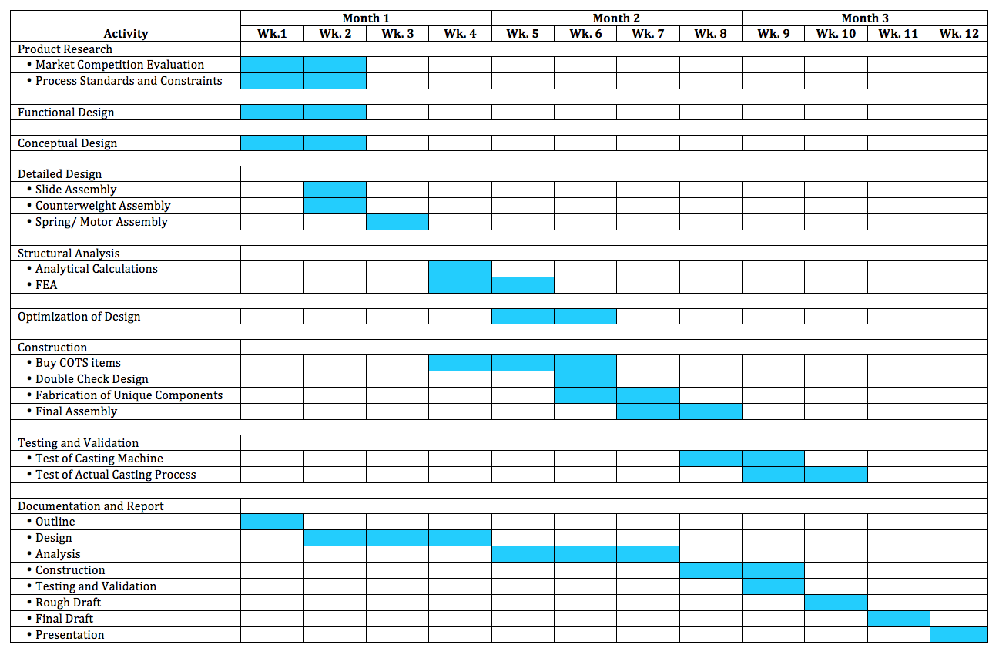 Month 1 Month 2 Month 3
Activity Wk.1 Wk. 2 Wk. 3 Wk. 4 Wk. 5 Wk. 6 Wk. 7 Wk. 8 Wk. 9 Wk. 10 Wk. 11 Wk. 12
Product Research
• Market Competition Evaluation
• Process Standards and Constraints
Functional Design
Conceptual Design
Detailed Design
• Slide Assembly
• Counterweight Assembly
• Spring/ Motor Assembly
Structural Analysis
• Analytical Calculations
• FEA
Optimization of Design
Construction
• Buy COTS items
• Double Check Design
• Fabrication of Unique Components
• Final Assembly
Testing and Validation
• Test of Casting Machine
• Test of Actual Casting Process
Documentation and Report
• Outline
• Design
• Analysis
• Construction
• Testing and Validation
• Rough Draft
• Final Draft
• Presentation